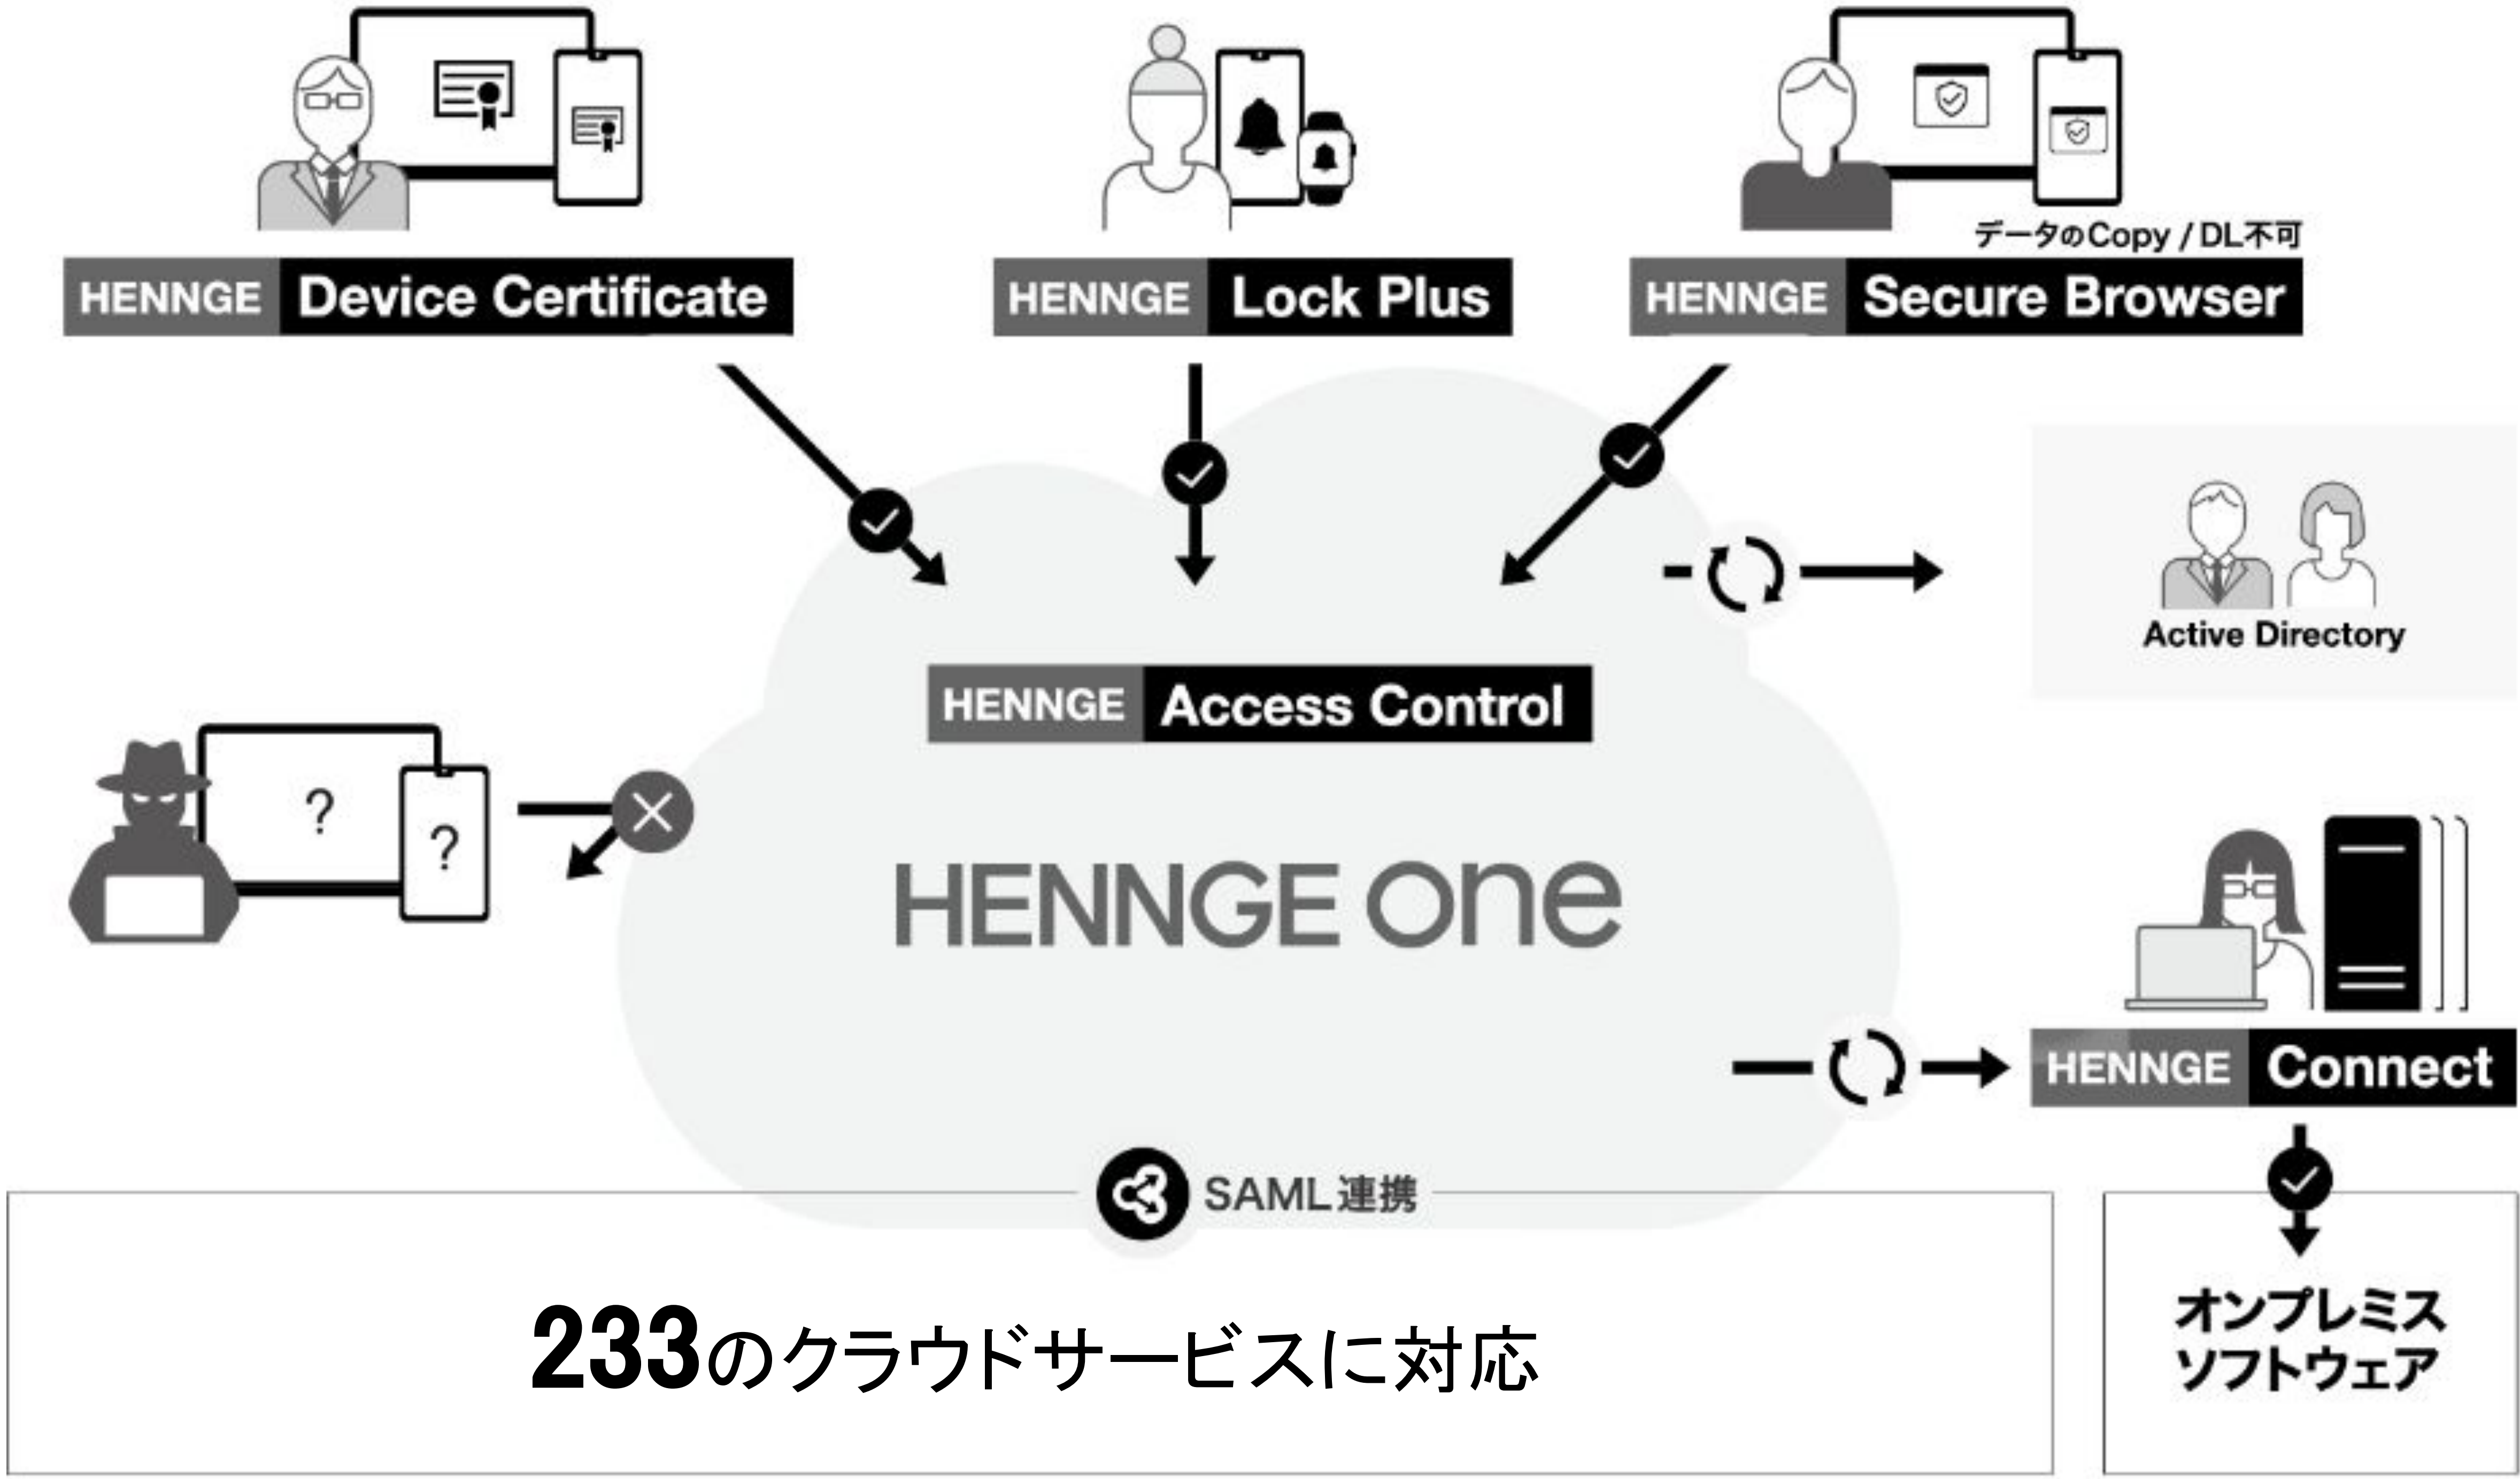 データのCopy / DL不可
HENNGE Device Certificate
HENNGE Lock Plus
HENNGE Secure Browser
Active Directory
HENNGE Access Control
? ?
HENNGE one
HENNGE Connect
SAML連携
233のクラウドサービスに対応
オンプレミス
ソフトウェア